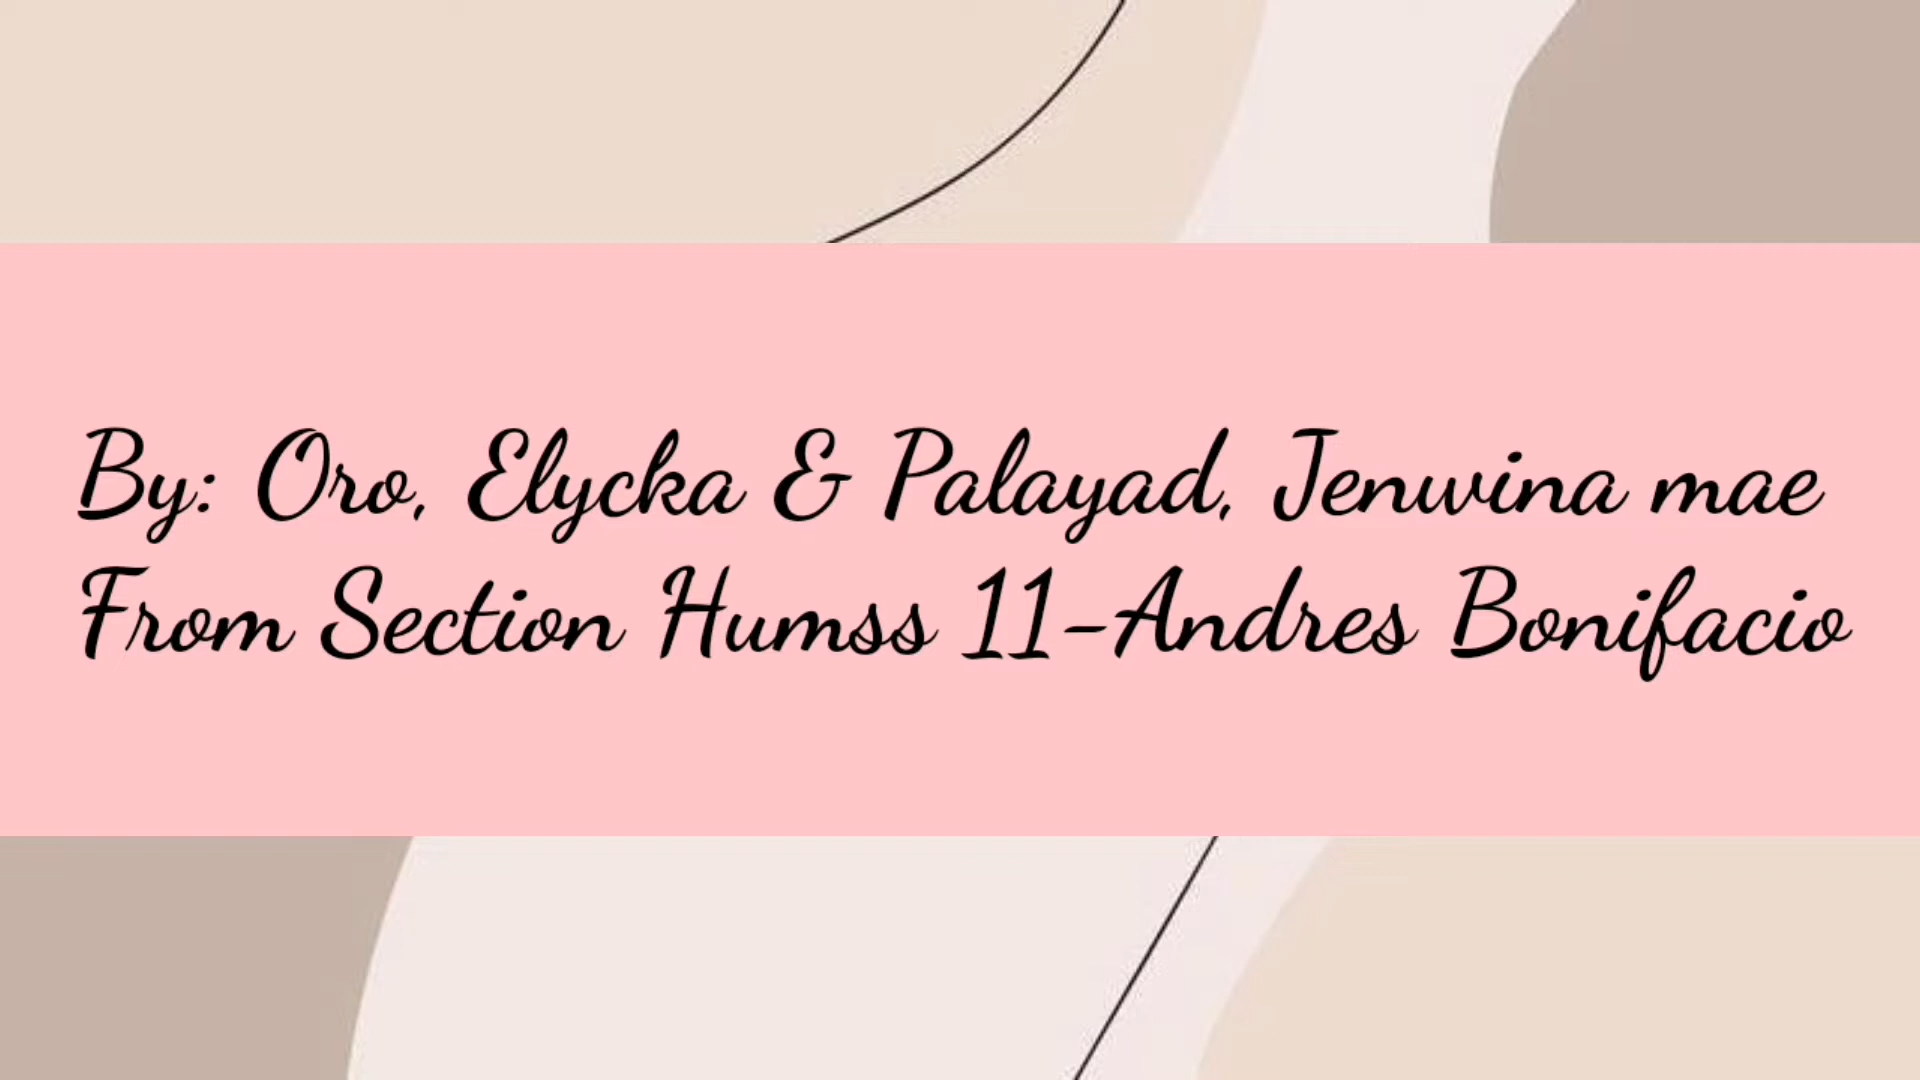 By: Oro, Elycka & Palayad, Jenwina mae
From Section Humss 11-Andres Bonifacio